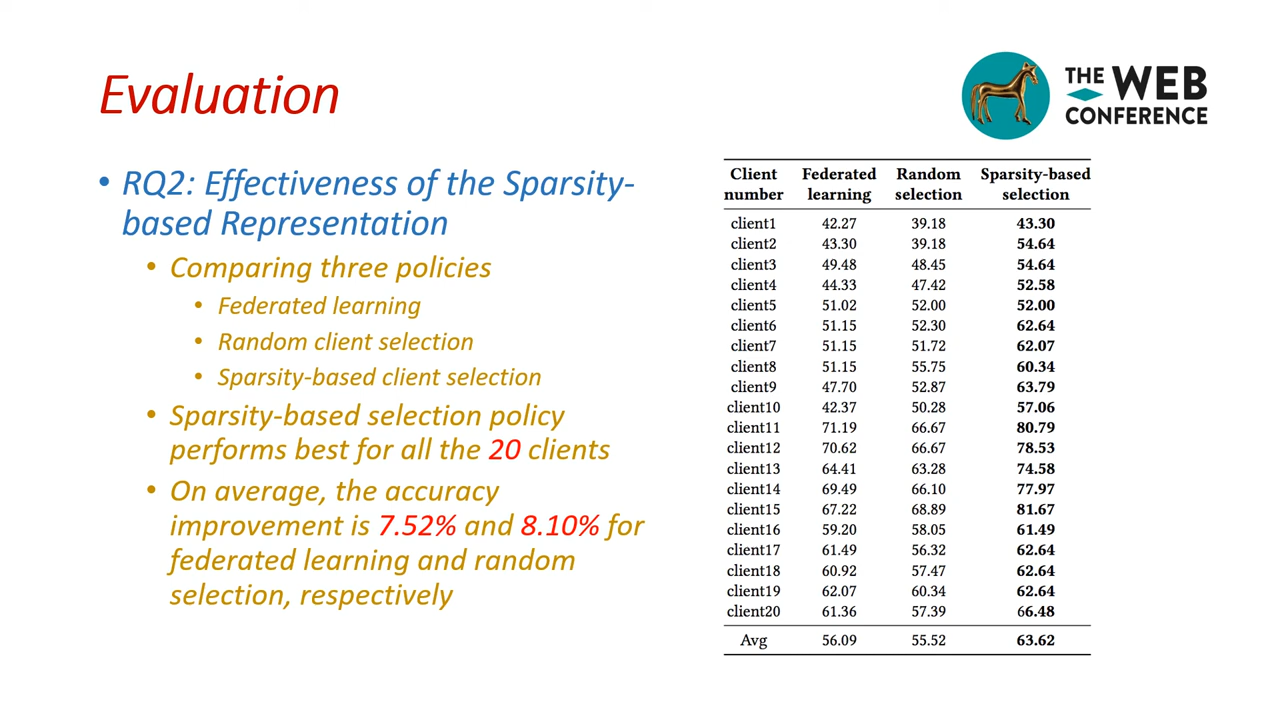 Evaluation
THE WEB
CONFERENCE
• RQ2: Effectiveness of the Sparsity-
based Representation
• Comparing three policies
• Federated learning
• Random client selection
• Sparsity-based client selection
• Sparsity-based selection policy
performs best for all the 20 clients
• On average, the accuracy
improvement is 7.52% and 8.10% for
federated learning and random
selection, respectively
Client Federated Random Sparsity-based
number learning selection selection
client1 42.27 39.18 43.30
client2 43.30 39.18 54.64
client3 49.48 48.45 54.64
client4 44.33 47.42 52.58
client5 51.02 52.00 52.00
client6 51.15 52.30 62.64
client7 51.15 51.72 62.07
client8 51.15 55.75 60.34
client9 47.70 52.87 63.79
client10 42.37 50.28 57.06
client11 71.19 66.67 80.79
client12 70.62 66.67 78.53
client13 64.41 63.28 74.58
client14 69.49 66.10 77.97
client15 67.22 68.89 81.67
client16 59.20 58.05 61.49
client17 61.49 56.32 62.64
client18 60.92 57.47 62.64
client19 62.07 60.34 62.64
client20 61.36 57.39 66.48
Avg 56.09 55.52 63.62